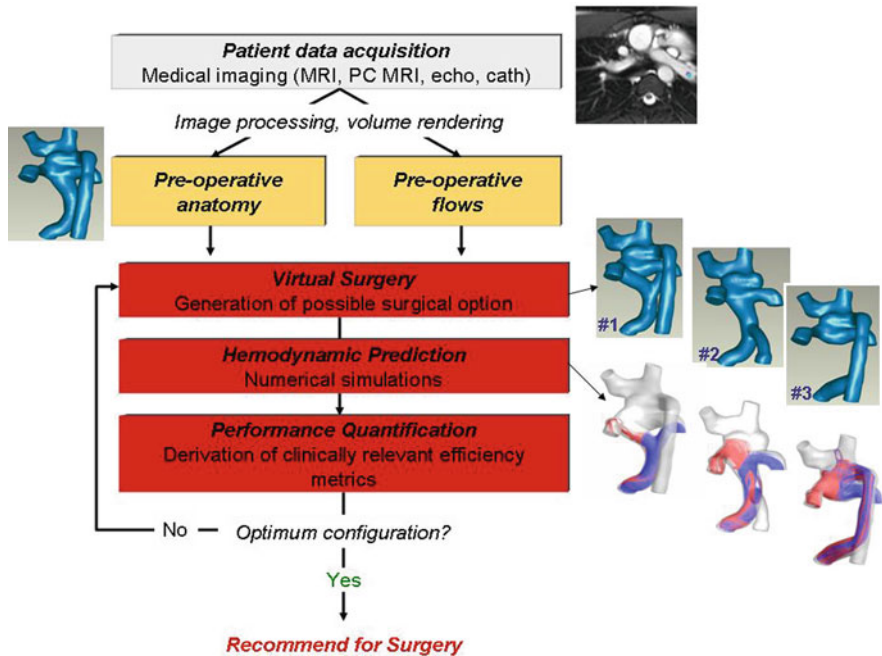 Patient data acquisition
Medical imaging (MRI, PC MRI, echo, cath)
Image processing, volume rendering
Pre-operative
anatomy
Pre-operative
flows
Virtual Surgery
Generation of possible surgical option
#1
#2
#3
Hemodynamic Prediction
Numerical simulations
Performance Quantification
Derivation of clinically relevant efficiency
metrics
No
Optimum configuration?
Yes
Recommend for Surgery